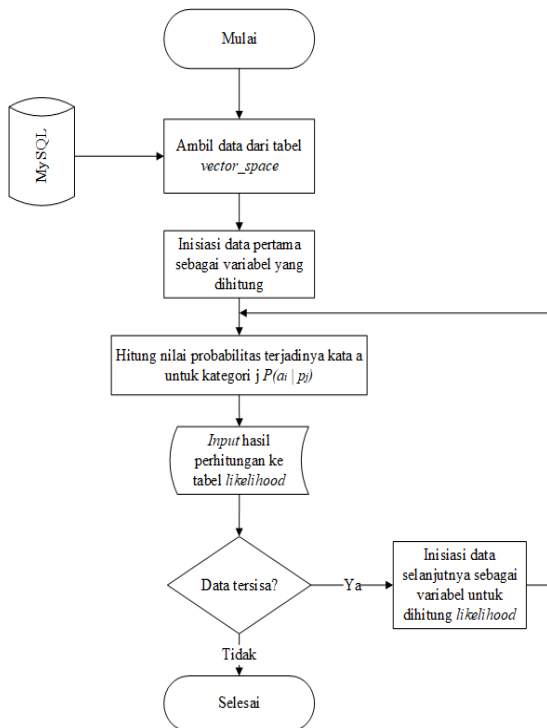 Mulai
MySQL
Ambil data dari tabel
vector_space
Inisiasi data pertama
sebagai variabel yang
dihitung
Hitung nilai probabilitas terjadinya kata a
untuk kategori j P(ai | pj)
Input hasil
perhitungan ke
tabel likelihood
Data tersisa?
Ya
Inisiasi data
selanjutnya sebagai
variabel untuk
dihitung likelihood
Tidak
Selesai